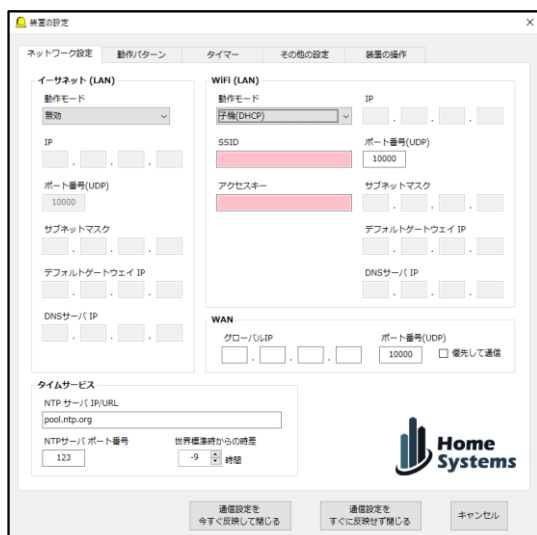 装置の設定
ネットワーク設定 動作パターン タイマー その他の設定 装置の操作
イーサネット (LAN)
動作モード
無効
IP
. . .
ポート番号(UDP)
10000
サブネットマスク
. . .
デフォルトゲートウェイ IP
. . .
DNSサーバ IP
. . .
WiFi (LAN)
動作モード
子機(DHCP)
SSID
アクセスキー
IP
. . .
ポート番号(UDP)
10000
サブネットマスク
. . .
デフォルトゲートウェイ IP
. . .
DNSサーバ IP
. . .
WAN
グローバルIP
. . .
ポート番号(UDP)
10000 優先して通信
タイムサービス
NTP サーバ IP/URL
pool.ntp.org
NTPサーバ ポート番号
123
世界標準時からの時差
-9 時間
Home
Systems
通信設定を
今すぐ反映して閉じる
通信設定を
すぐに反映せず閉じる
キャンセル